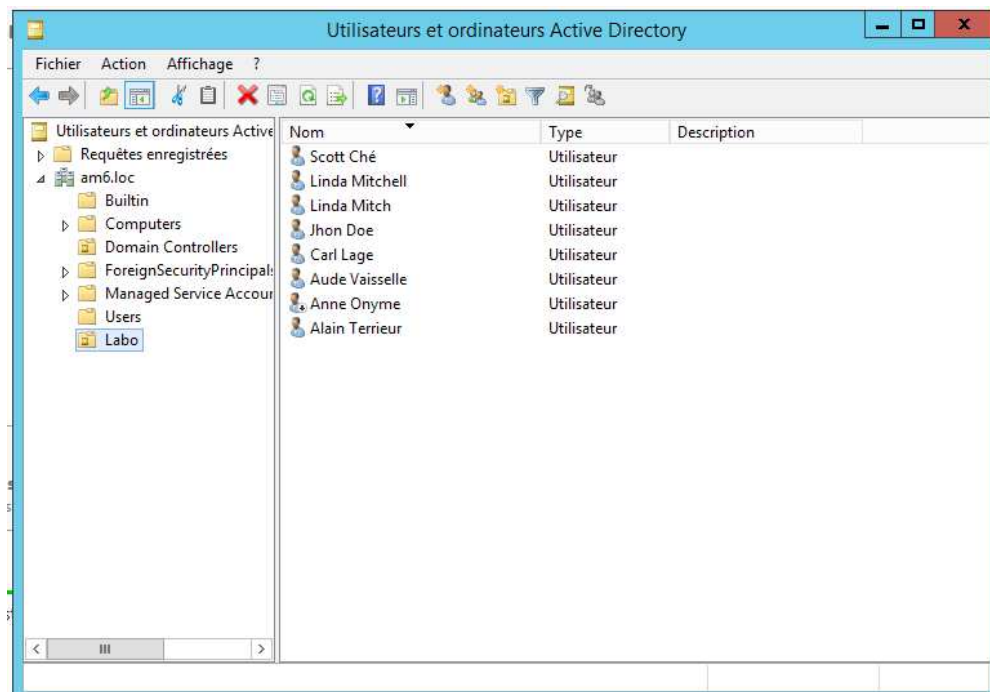 Utilisateurs et ordinateurs Active Directory
Fichier Action Affichage ?
Utilisateurs et ordinateurs Active
Requêtes enregistrées
am6.loc
Builtin
Computers
Domain Controllers
ForeignSecurityPrincipals
Managed Service Accour
Users
Labo
Nom Type Description
Scott Ché Utilisateur
Linda Mitchell Utilisateur
Linda Mitch Utilisateur
Jhon Doe Utilisateur
Carl Lage Utilisateur
Aude Vaisselle Utilisateur
Anne Onyme Utilisateur
Alain Terrieur Utilisateur